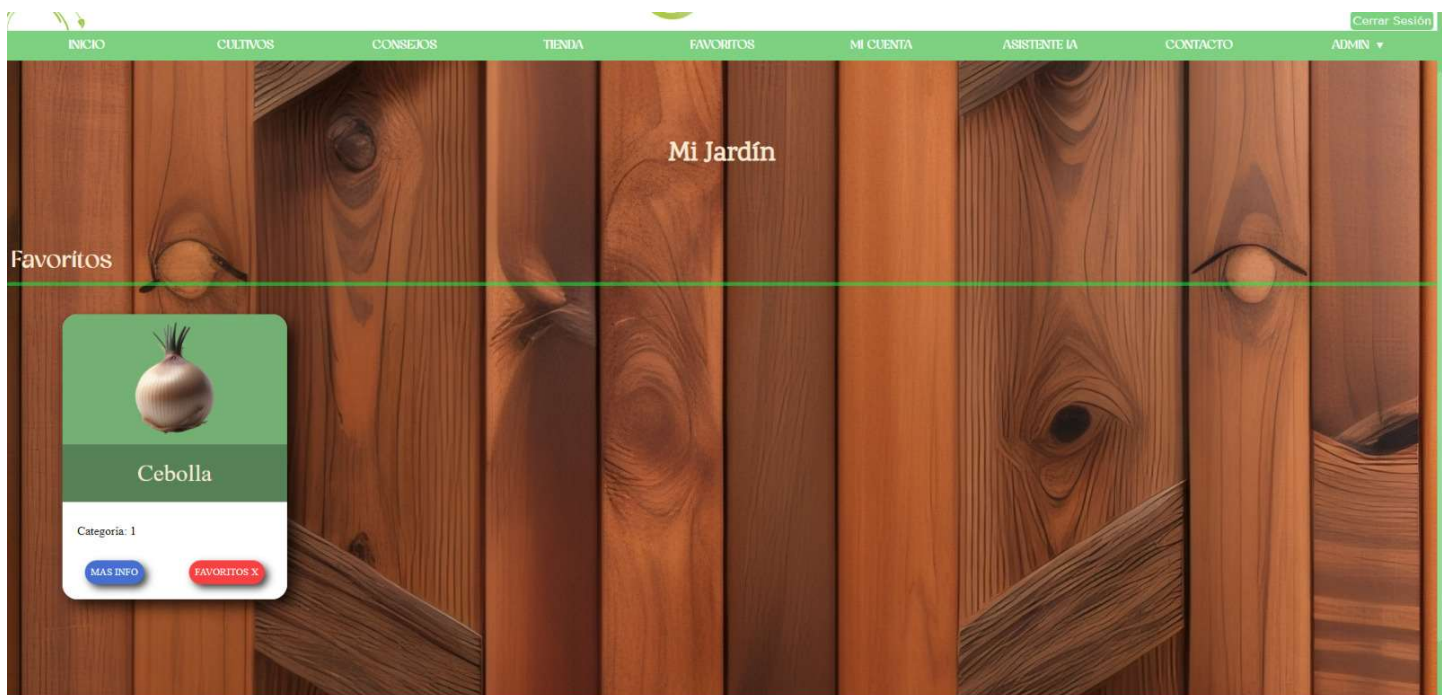 Cerrar Sesión
INICIO CULTIVOS CONSEJOS TIENDA FAVORITOS MI CUENTA ASISTENTE IA CONTACTO ADMIN ▼
Mi Jardín
Favoritos
Cebolla
Categoría: 1
MAS INFO FAVORITOS X